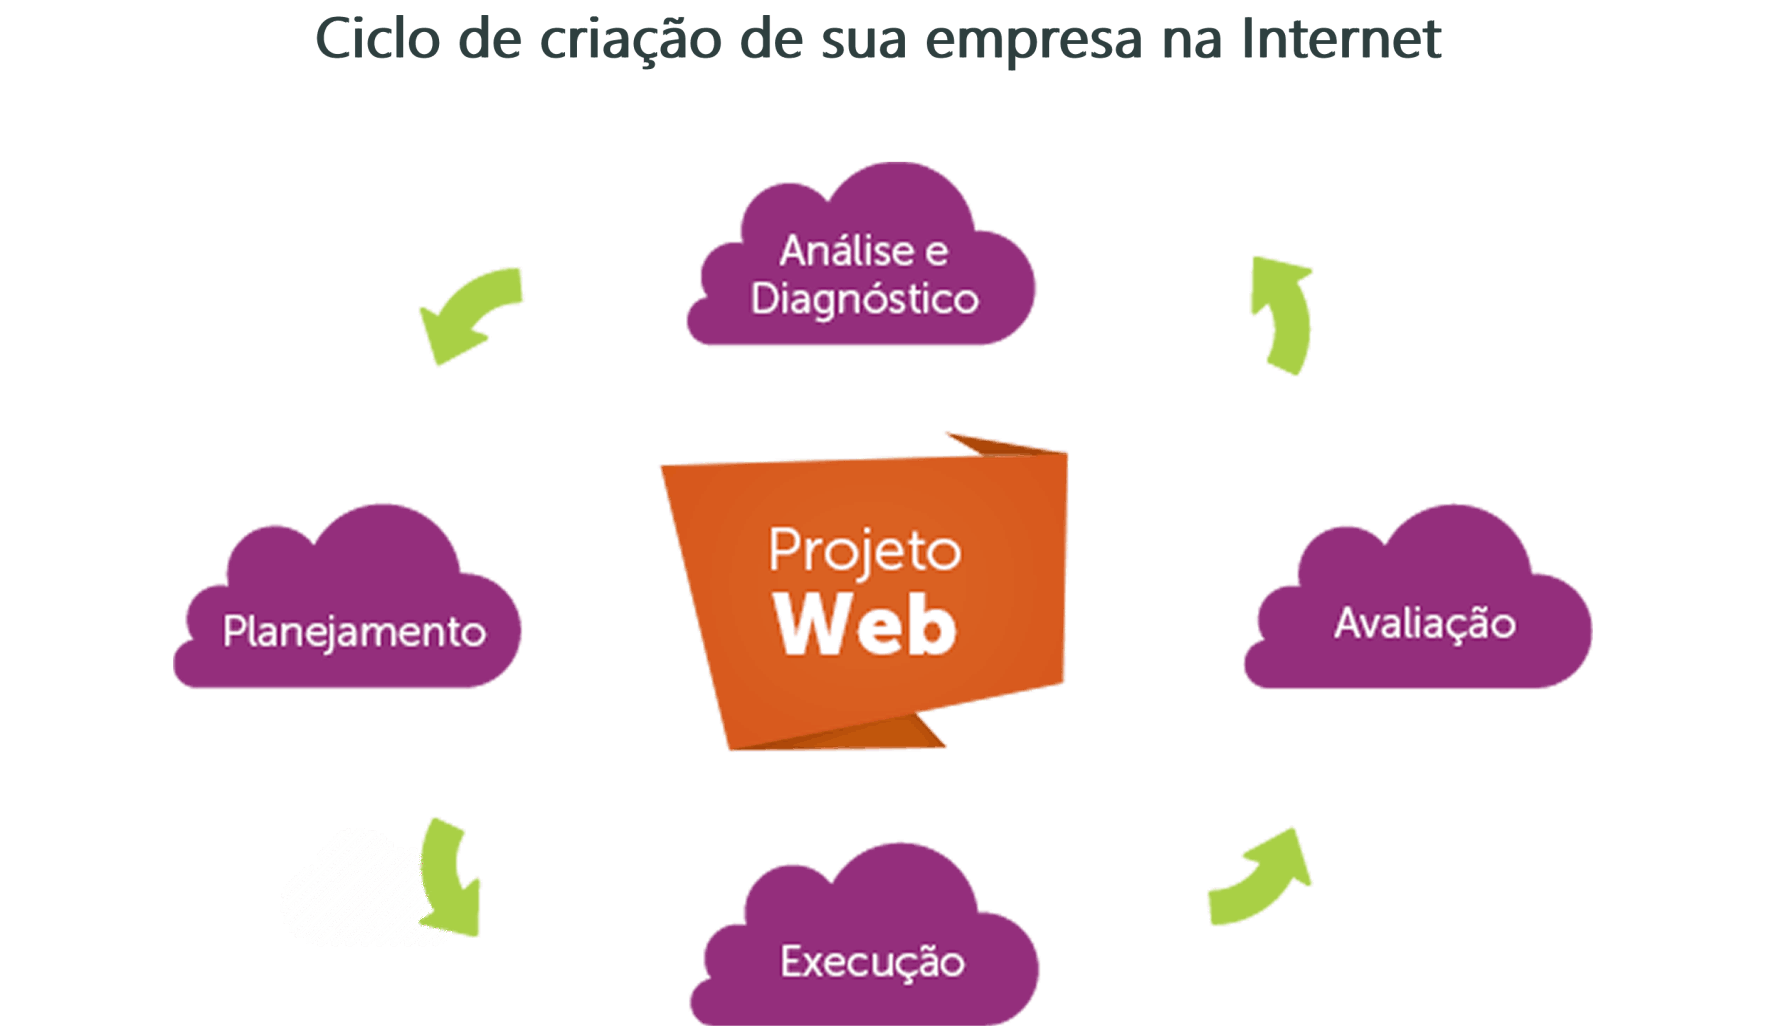 Ciclo de criação de sua empresa na Internet
Análise e
Diagnóstico
Projeto
Web
Planejamento
Avaliação
Execução